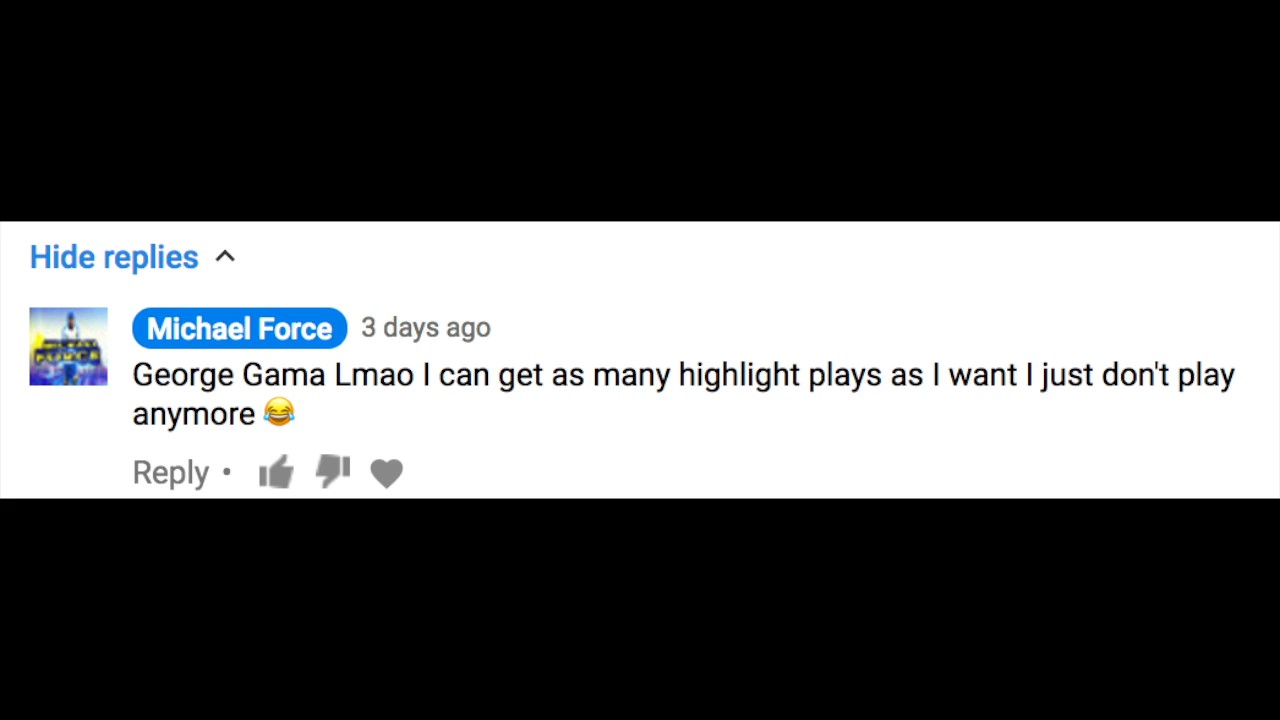 Hide replies
Michael Force 3 days ago
George Gama Lmao I can get as many highlight plays as I want I just don't play
anymore 😂
Reply •